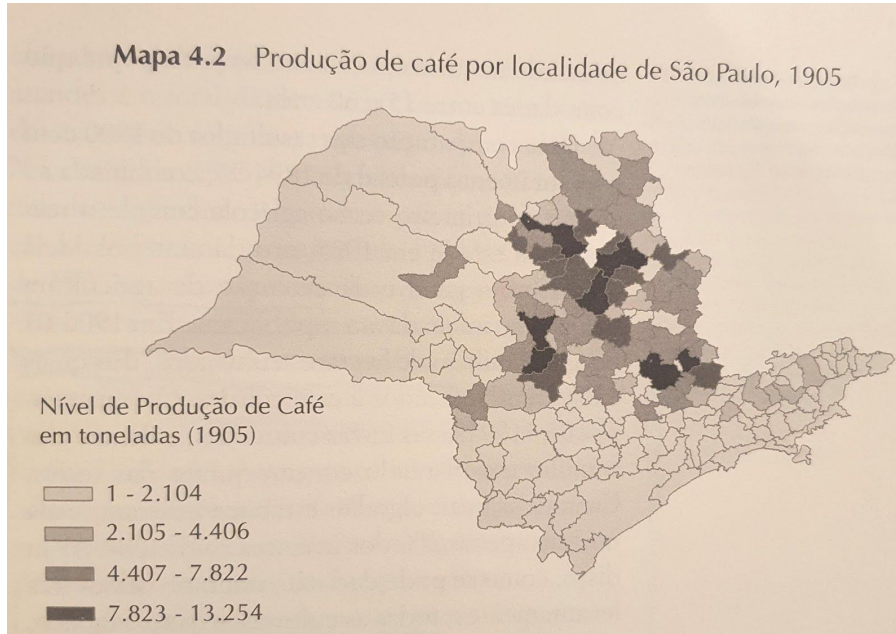 Mapa 4.2 Produção de café por localidade de São Paulo, 1905
Nível de Produção de Café
em toneladas (1905)
1 - 2.104
2.105 - 4.406
4.407 - 7.822
7.823 - 13.254